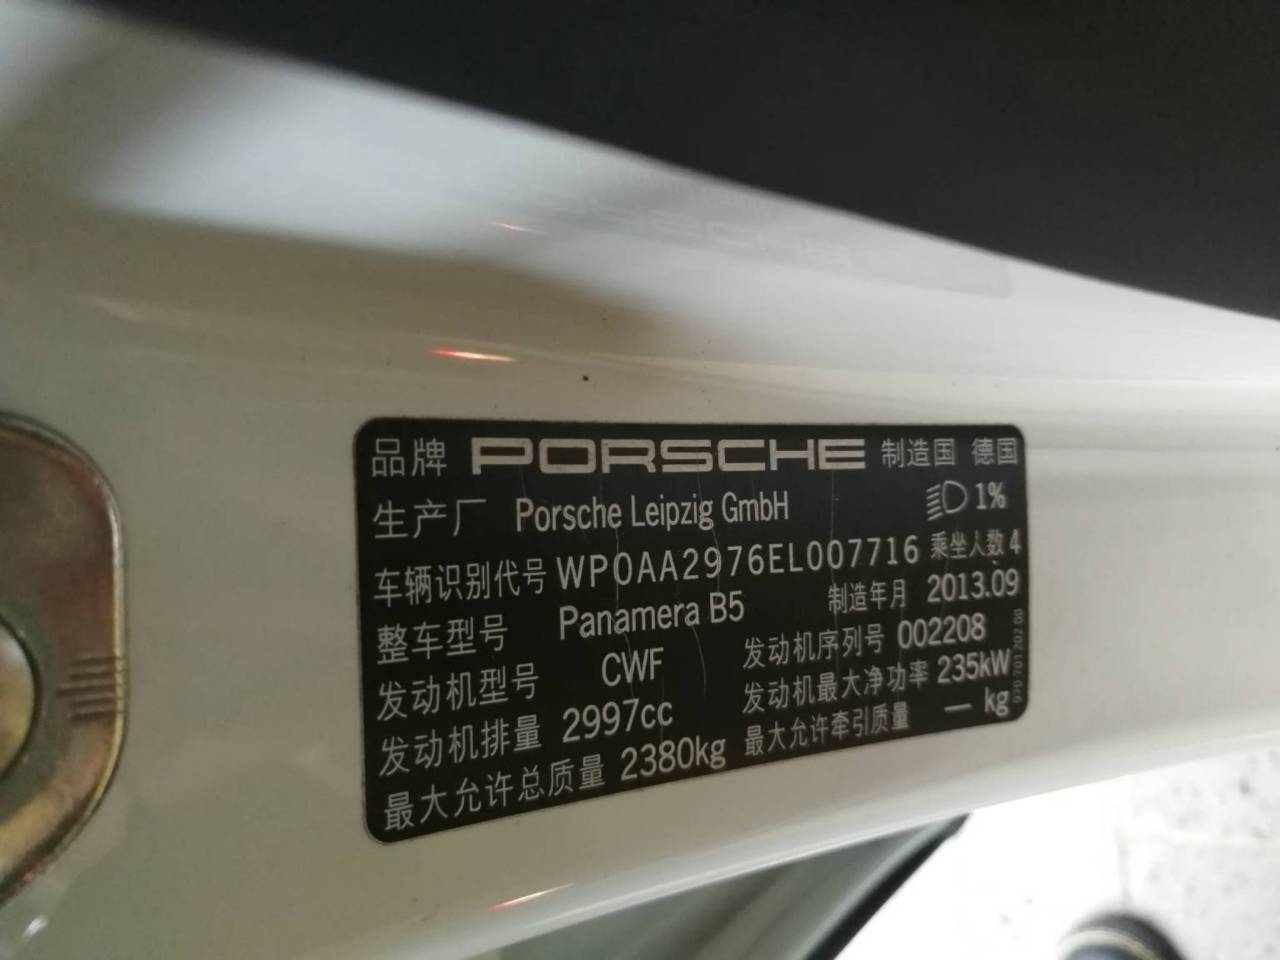 品牌 PORSCHE 制造国 德国
生产厂 Porsche Leipzig GmbH 1%
车辆识别代号 WP0AA2976EL007716 乘坐人数 4
整车型号 Panamera B5 制造年月 2013.09
发动机型号 CWF 发动机序列号 002208
发动机排量 2997cc 发动机最大净功率 235kW
最大允许总质量 2380kg 最大允许牵引质量 — kg
970 701 202 00